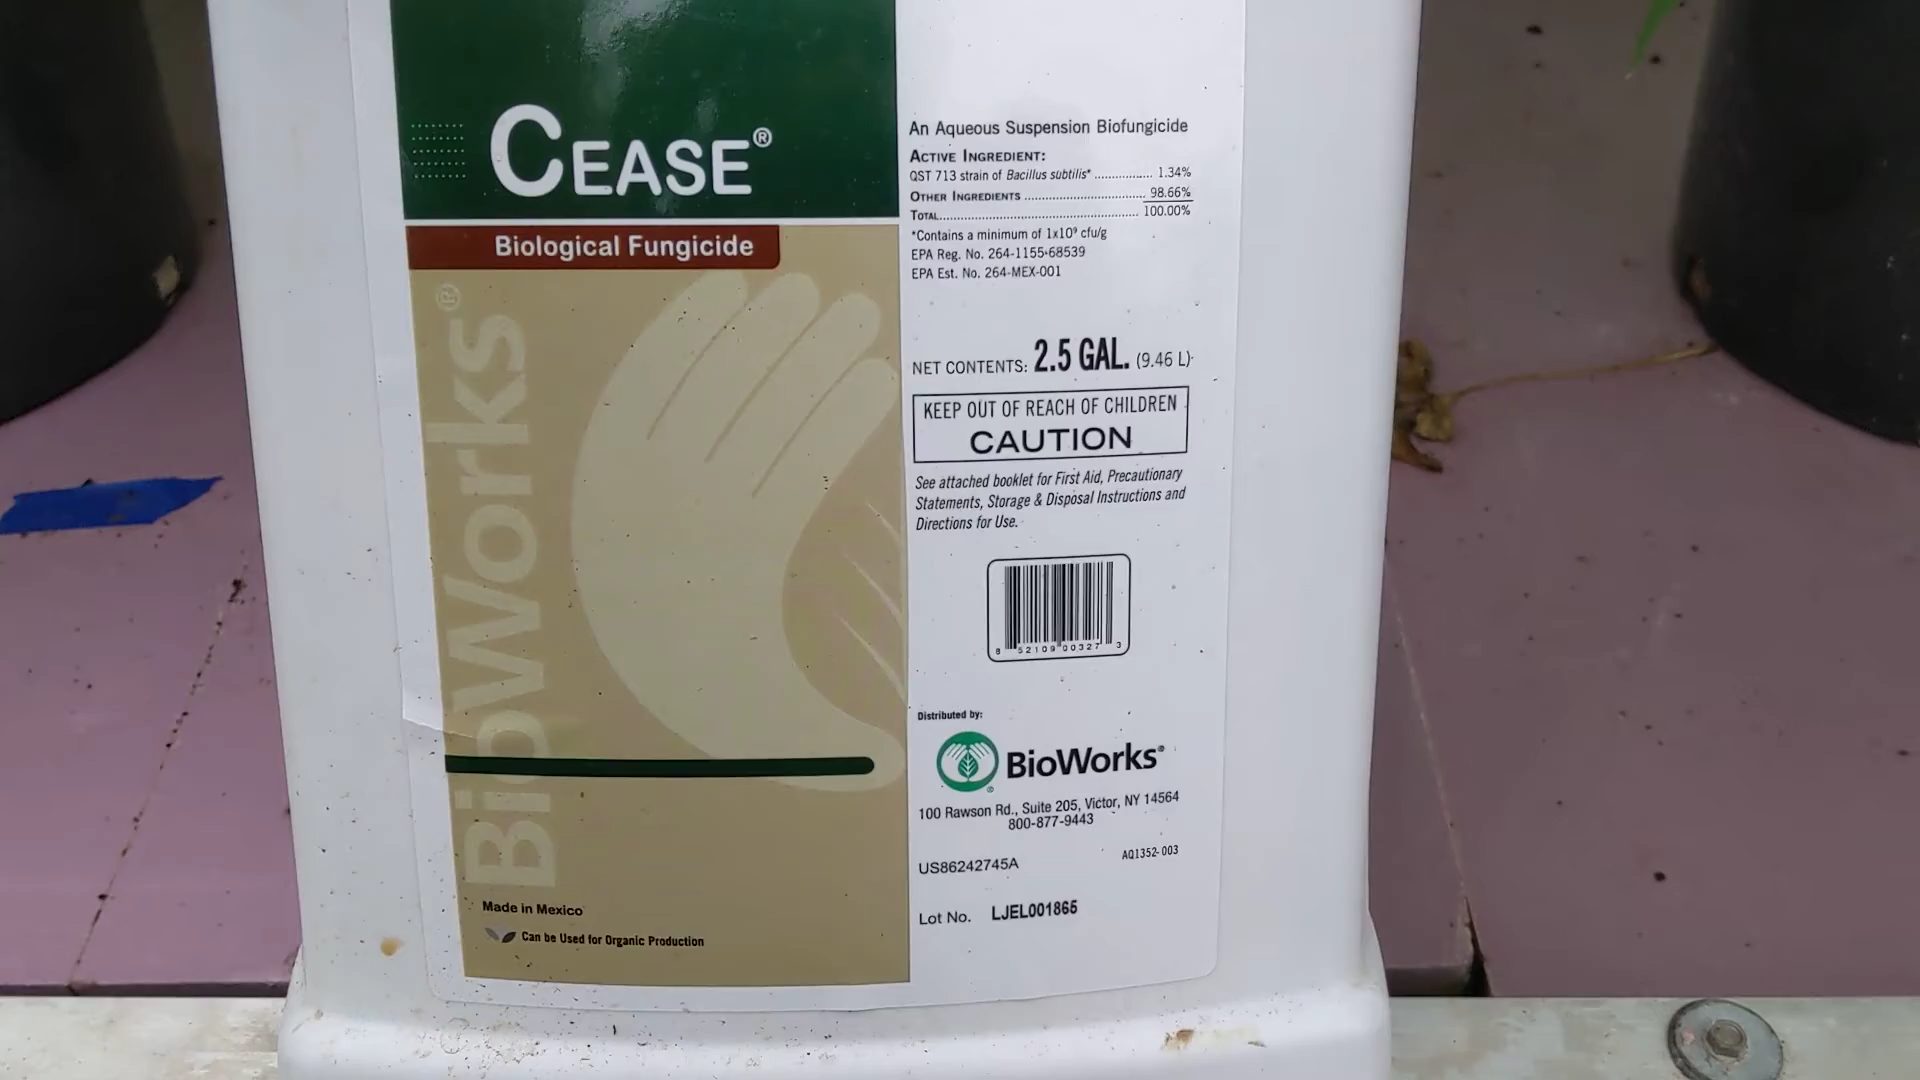 CEASE®
Biological Fungicide
BioWorks®
Made in Mexico
Can be Used for Organic Production
An Aqueous Suspension Biofungicide
ACTIVE INGREDIENT:
QST 713 strain of Bacillus subtilis* ................ 1.34%
OTHER INGREDIENTS ................................ 98.66%
TOTAL..................................................... 100.00%
*Contains a minimum of 1x10⁹ cfu/g
EPA Reg. No. 264-1155-68539
EPA Est. No. 264-MEX-001
NET CONTENTS: 2.5 GAL. (9.46 L)
KEEP OUT OF REACH OF CHILDREN
CAUTION
See attached booklet for First Aid, Precautionary
Statements, Storage & Disposal Instructions and
Directions for Use.
8 52109 00327 3
Distributed by:
BioWorks®
100 Rawson Rd., Suite 205, Victor, NY 14564
800-877-9443
US86242745A
AQ1352-003
Lot No. LJEL001865